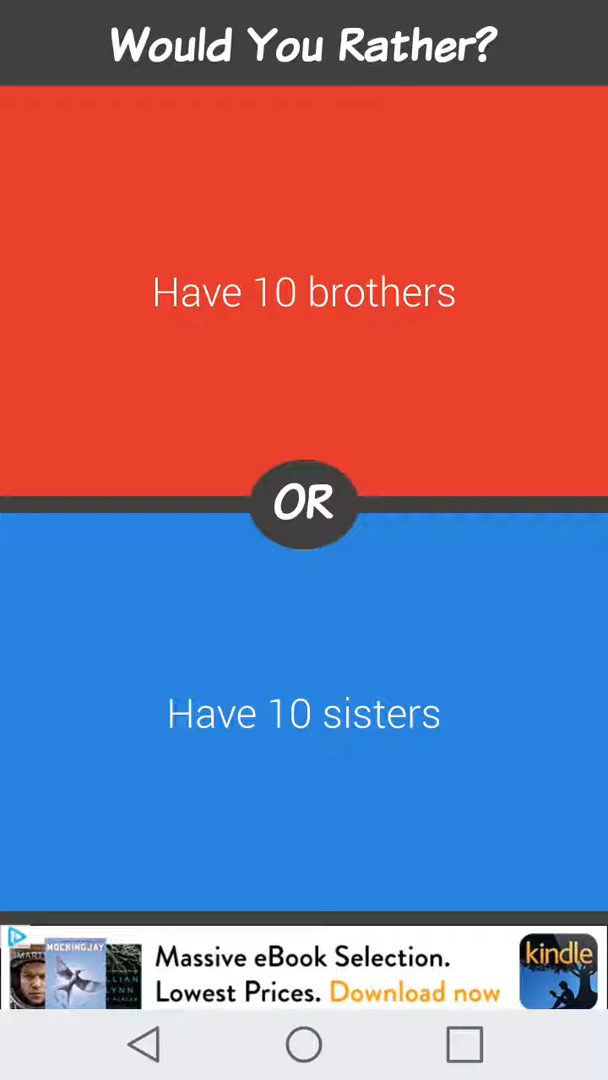 Would You Rather?
Have 10 brothers
OR
Have 10 sisters
MOCKINGJAY
Massive eBook Selection.
Lowest Prices. Download now
kindle